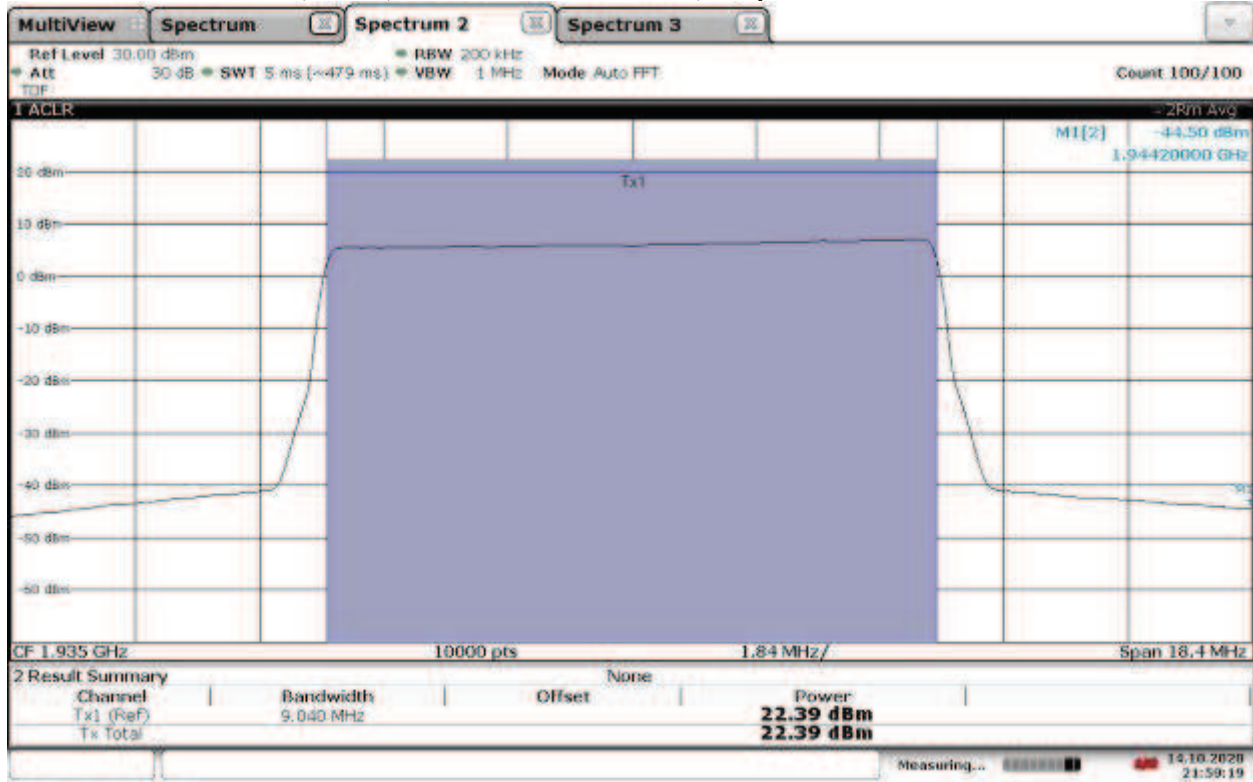 MultiView Spectrum Spectrum 2 Spectrum 3
Ref Level 30.00 dBm RBW 200 kHz
Att 30 dB SWT 5 ms (~479 ms) VBW 1 MHz Mode Auto FFT Count 100/100
TDF
1 ACLR 2Rm Avg
M1[2] -44.50 dBm
1.94420000 GHz
20 dBm
Tx1
10 dBm
0 dBm
-10 dBm
-20 dBm
-30 dBm
-40 dBm
M1
-50 dBm
-60 dBm
CF 1.935 GHz 10000 pts 1.84 MHz/ Span 18.4 MHz
2 Result Summary None
Channel Bandwidth Offset Power
Tx1 (Ref) 9.040 MHz 22.39 dBm
Tx Total 22.39 dBm
Measuring... 14.10.2020
21:59:19